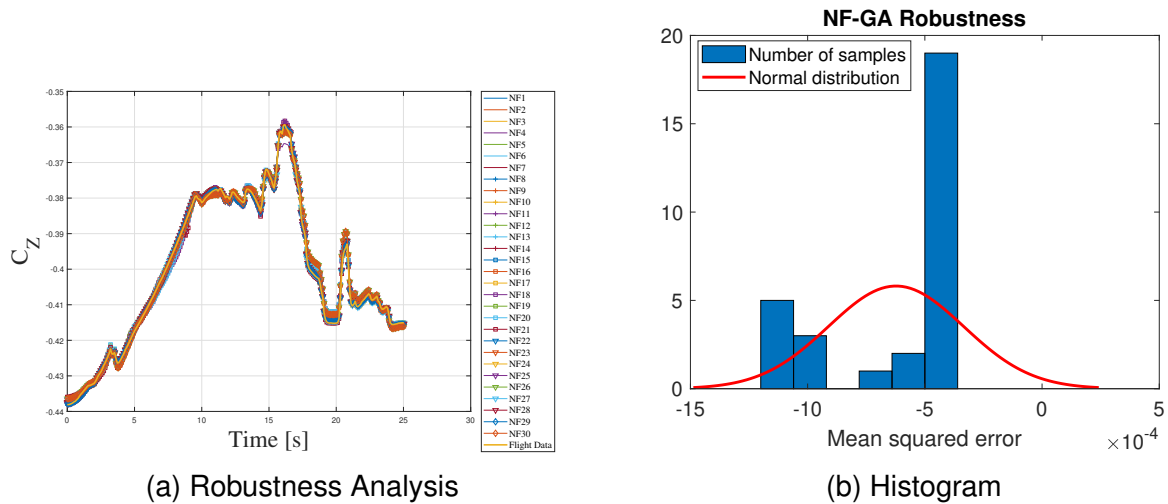 -0.35
-0.36
-0.37
-0.38
-0.39
-0.4
-0.41
-0.42
-0.43
-0.44
C_Z
0 5 10 15 20 25 30
Time [s]
NF1
NF2
NF3
NF4
NF5
NF6
NF7
NF8
NF9
NF10
NF11
NF12
NF13
NF14
NF15
NF16
NF17
NF18
NF19
NF20
NF21
NF22
NF23
NF24
NF25
NF26
NF27
NF28
NF29
NF30
Flight Data
(a) Robustness Analysis
NF-GA Robustness
Number of samples
Normal distribution
20
15
10
5
0
-15 -10 -5 0 5
Mean squared error
×10^-4
(b) Histogram